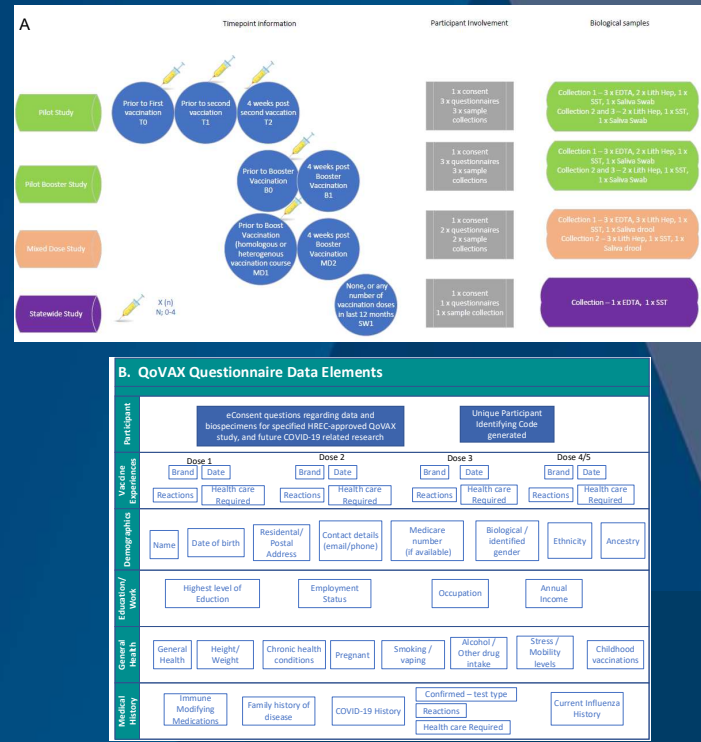 A
Timepoint information
Participant Involvement
Biological samples
Pilot Study
Prior to First
vaccination
T0
Prior to second
vacciation
T1
4 weeks post
second vaccation
T2
1 x consent
3 x questionnaires
3 x sample
collections
Collection 1 – 3 x EDTA, 2 x Lith Hep, 1 x
SST, 1 x Saliva Swab
Collection 2 and 3 – 2 x Lith Hep, 1 x SST,
1 x Saliva Swab
Pilot Booster Study
Prior to Booster
Vaccination
B0
4 weeks post
Booster
Vaccination
B1
1 x consent
3 x questionnaires
3 x sample
collections
Collection 1 – 3 x EDTA, 2 x Lith Hep, 1 x
SST, 1 x Saliva Swab
Collection 2 and 3 – 2 x Lith Hep, 1 x SST,
1 x Saliva Swab
Mixed Dose Study
Prior to Boost
Vaccination
(homologous or
heterogenous
vaccination course
MD1
4 weeks post
Booster
Vaccination
MD2
1 x consent
2 x questionnaires
2 x sample
collections
Collection 1 – 3 x EDTA, 3 x Lith Hep, 1 x
SST, 1 x Saliva drool
Collection 2 – 3 x Lith Hep, 1 x SST, 1 x
Saliva drool
Statewide Study
X (n)
N; 0-4
None, or any
number of
vaccination doses
in last 12 months
SW1
1 x consent
1 x questionnaires
1 x sample collection
Collection – 1 x EDTA, 1 x SST
B. QoVAX Questionnaire Data Elements
Participant
eConsent questions regarding data and
biospecimens for specified HREC-approved QoVAX
study, and future COVID-19 related research
Unique Participant
Identifying Code
generated
Vaccine
Experiences
Dose 1
Dose 2
Dose 3
Dose 4/5
Brand
Date
Brand
Date
Brand
Date
Brand
Date
Reactions
Health care
Required
Reactions
Health care
Required
Reactions
Health care
Required
Reactions
Health care
Required
Demographics
Name
Date of birth
Residental/
Postal
Address
Contact details
(email/phone)
Medicare
number
(if available)
Biological /
identified
gender
Ethnicity
Ancestry
Education/
Work
Highest level of
Eduction
Employment
Status
Occupation
Annual
Income
General
Health
General
Health
Height/
Weight
Chronic health
conditions
Pregnant
Smoking /
vaping
Alcohol /
Other drug
intake
Stress /
Mobility
levels
Childhood
vaccinations
Medical
History
Immune
Modifying
Medications
Family history of
disease
COVID-19 History
Confirmed – test type
Reactions
Health care Required
Current Influenza
History